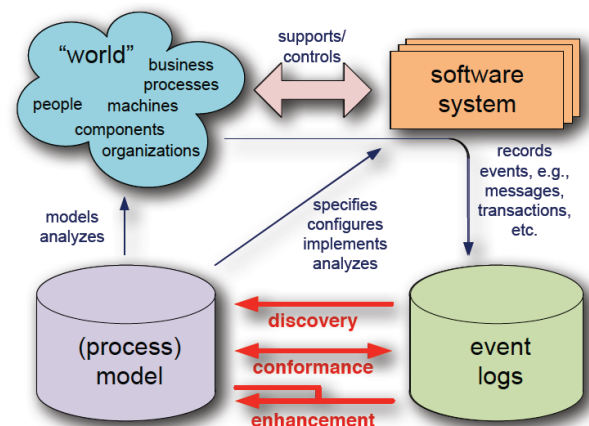 “world”
business
processes
people
machines
components
organizations
supports/
controls
software
system
records
events, e.g.,
messages,
transactions,
etc.
models
analyzes
specifies
configures
implements
analyzes
(process)
model
discovery
conformance
enhancement
event
logs